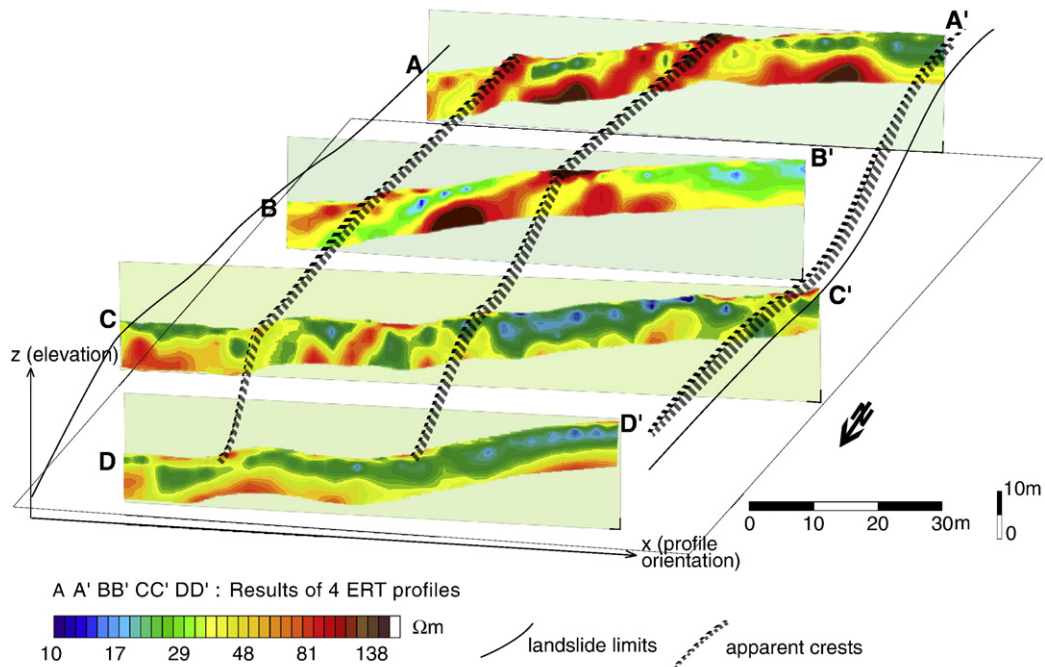 A'
A
B'
B
C'
C
z (elevation)
D'
D
10m
0
0 10 20 30m
x (profile
orientation)
A A' BB' CC' DD' : Results of 4 ERT profiles
Ωm
10 17 29 48 81 138
landslide limits
apparent crests